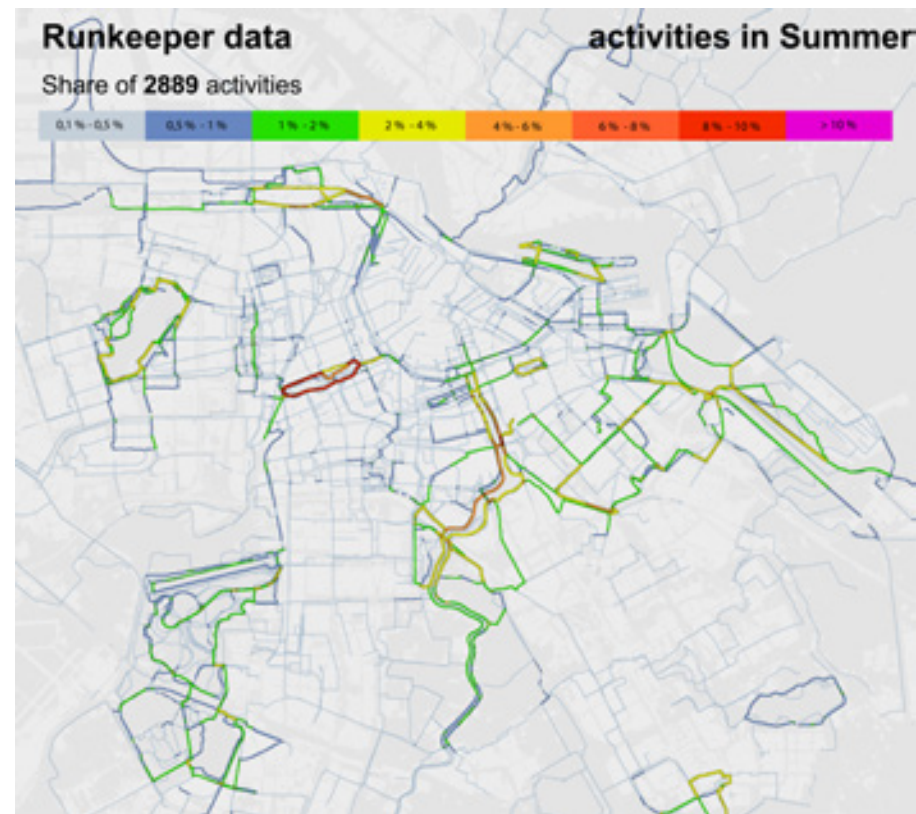 Runkeeper data activities in Summer
Share of 2889 activities
0,1 % - 0,5 % 0,5 % - 1 % 1 % - 2 % 2 % - 4 % 4 % - 6 % 6 % - 8 % 8 % - 10 % > 10 %